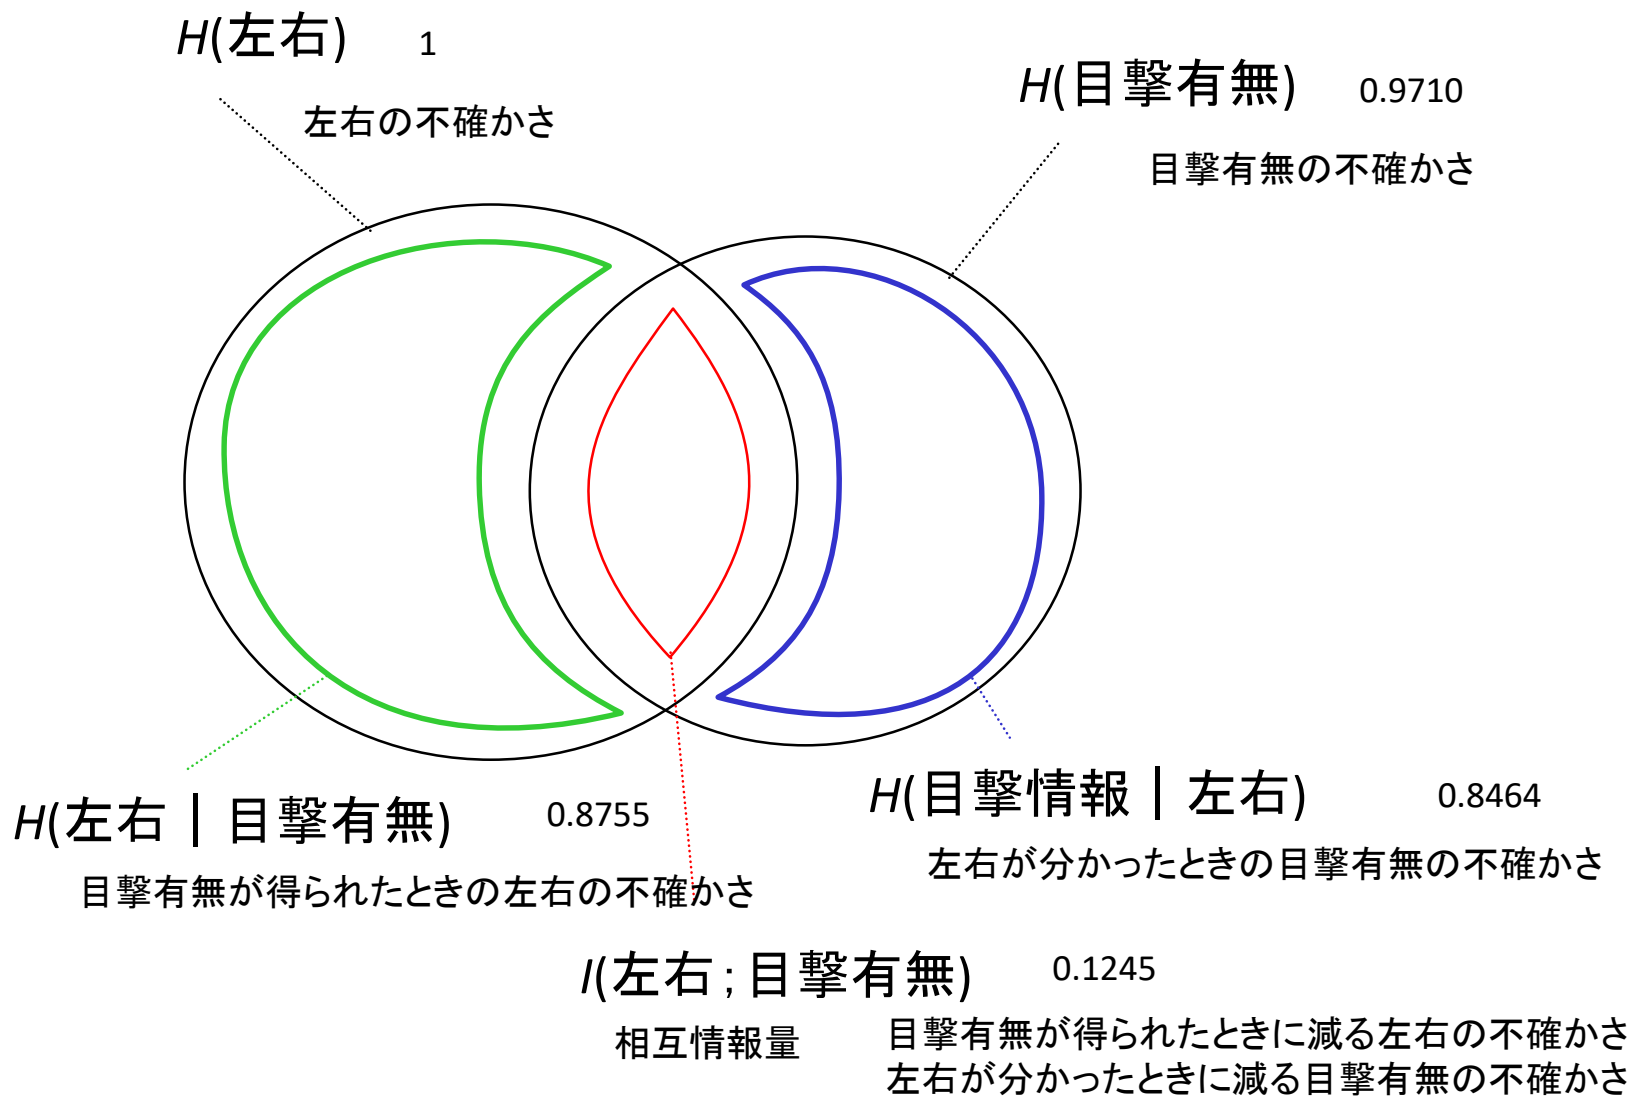 H(左右) 1
左右の不確かさ
H(目撃有無) 0.9710
目撃有無の不確かさ
H(左右|目撃有無) 0.8755
目撃有無が得られたときの左右の不確かさ
H(目撃情報|左右) 0.8464
左右が分かったときの目撃有無の不確かさ
I(左右;目撃有無) 0.1245
相互情報量
目撃有無が得られたときに減る左右の不確かさ
左右が分かったときに減る目撃有無の不確かさ